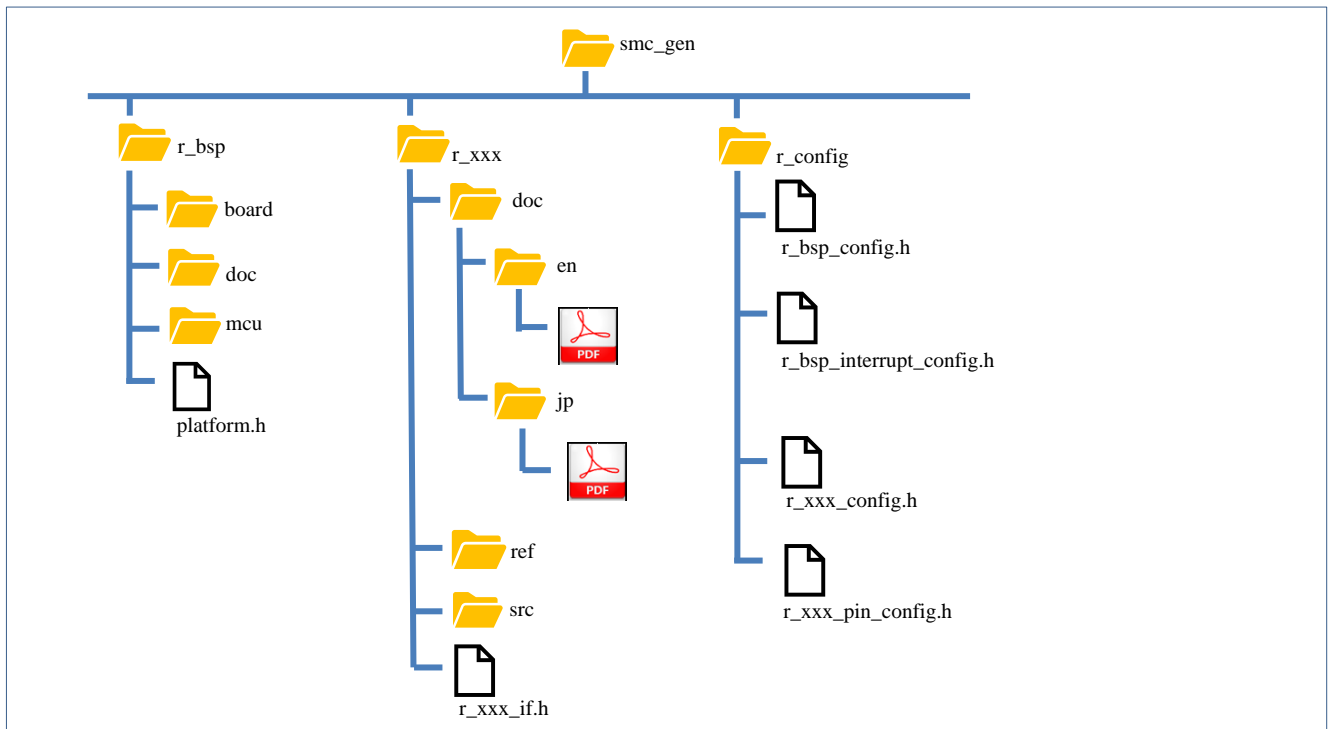 smc_gen
r_bsp
board
doc
mcu
platform.h
r_xxx
doc
en
PDF
jp
PDF
ref
src
r_xxx_if.h
r_config
r_bsp_config.h
r_bsp_interrupt_config.h
r_xxx_config.h
r_xxx_pin_config.h